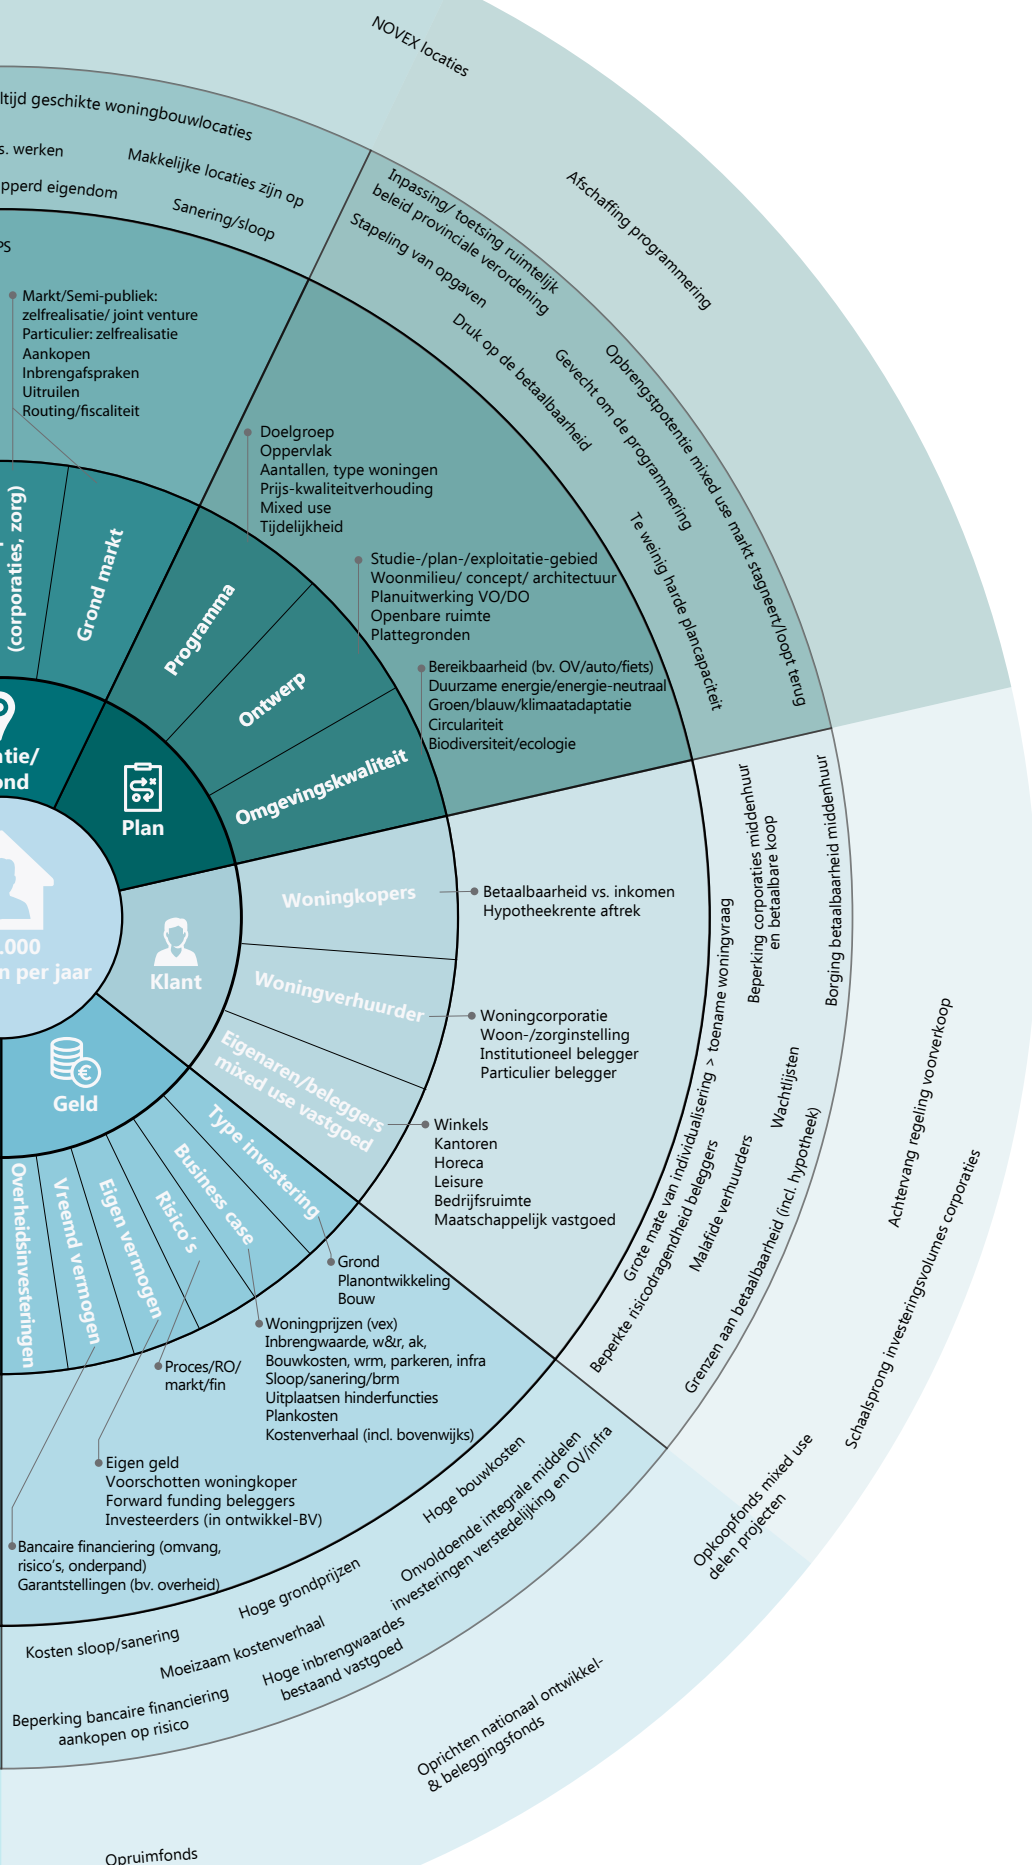 NOVEX locaties
ltijd geschikte woningbouwlocaties
s. werken
Makkelijke locaties zijn op
pperd eigendom
Sanering/sloop
PS
Markt/Semi-publiek:
zelfrealisatie/ joint venture
Particulier: zelfrealisatie
Aankopen
Inbrengafspraken
Uitruilen
Routing/fiscaliteit
(corporaties, zorg)
Grond markt
tie/
ond
Afschaffing programmering
Inpassing/ toetsing ruimtelijk
beleid provinciale verordening
Stapeling van opgaven
Druk op de betaalbaarheid
Gevecht om de programmering
Opbrengstpotentie mixed use markt stagneert/loopt terug
Te weinig harde plancapaciteit
Doelgroep
Oppervlak
Aantallen, type woningen
Prijs-kwaliteitverhouding
Mixed use
Tijdelijkheid
Studie-/plan-/exploitatie-gebied
Woonmilieu/ concept/ architectuur
Planuitwerking VO/DO
Openbare ruimte
Plattegronden
Bereikbaarheid (bv. OV/auto/fiets)
Duurzame energie/energie-neutraal
Groen/blauw/klimaatadaptatie
Circulariteit
Biodiversiteit/ecologie
Programma
Ontwerp
Omgevingskwaliteit
Plan
.000
n per jaar
Klant
Woningkopers
Betaalbaarheid vs. inkomen
Hypotheekrente aftrek
Woningverhuurder
Woningcorporatie
Woon-/zorginstelling
Institutioneel belegger
Particulier belegger
Eigenaren/beleggers
mixed use vastgoed
Winkels
Kantoren
Horeca
Leisure
Bedrijfsruimte
Maatschappelijk vastgoed
Beperking corporaties middenhuur
en betaalbare koop
Borging betaalbaarheid middenhuur
Grote mate van individualisering > toename woningvraag
Wachtlijsten
Beperkte risicodragendheid beleggers
Malafide verhuurders
Grenzen aan betaalbaarheid (incl. hypotheek)
Achtervang regeling voorverkoop
Schaalsprong investeringsvolumes corporaties
Opkoopfonds mixed use
delen projecten
Geld
Type investering
Business case
Risico's
Eigen vermogen
Vreemd vermogen
Overheidsinvesteringen
Grond
Planontwikkeling
Bouw
Woningprijzen (vex)
Inbrengwaarde, w&r, ak,
Bouwkosten, wrm, parkeren, infra
Sloop/sanering/brm
Uitplaatsen hinderfuncties
Plankosten
Kostenverhaal (incl. bovenwijks)
Proces/RO/
markt/fin
Eigen geld
Voorschotten woningkoper
Forward funding beleggers
Investeerders (in ontwikkel-BV)
Bancaire financiering (omvang,
risico's, onderpand)
Garantstellingen (bv. overheid)
Hoge bouwkosten
Onvoldoende integrale middelen
investeringen verstedelijking en OV/infra
Hoge grondprijzen
Kosten sloop/sanering
Moeizaam kostenverhaal
Hoge inbrengwaardes
bestaand vastgoed
Beperking bancaire financiering
aankopen op risico
Oprichten nationaal ontwikkel-
& beleggingsfonds
Opruimfonds